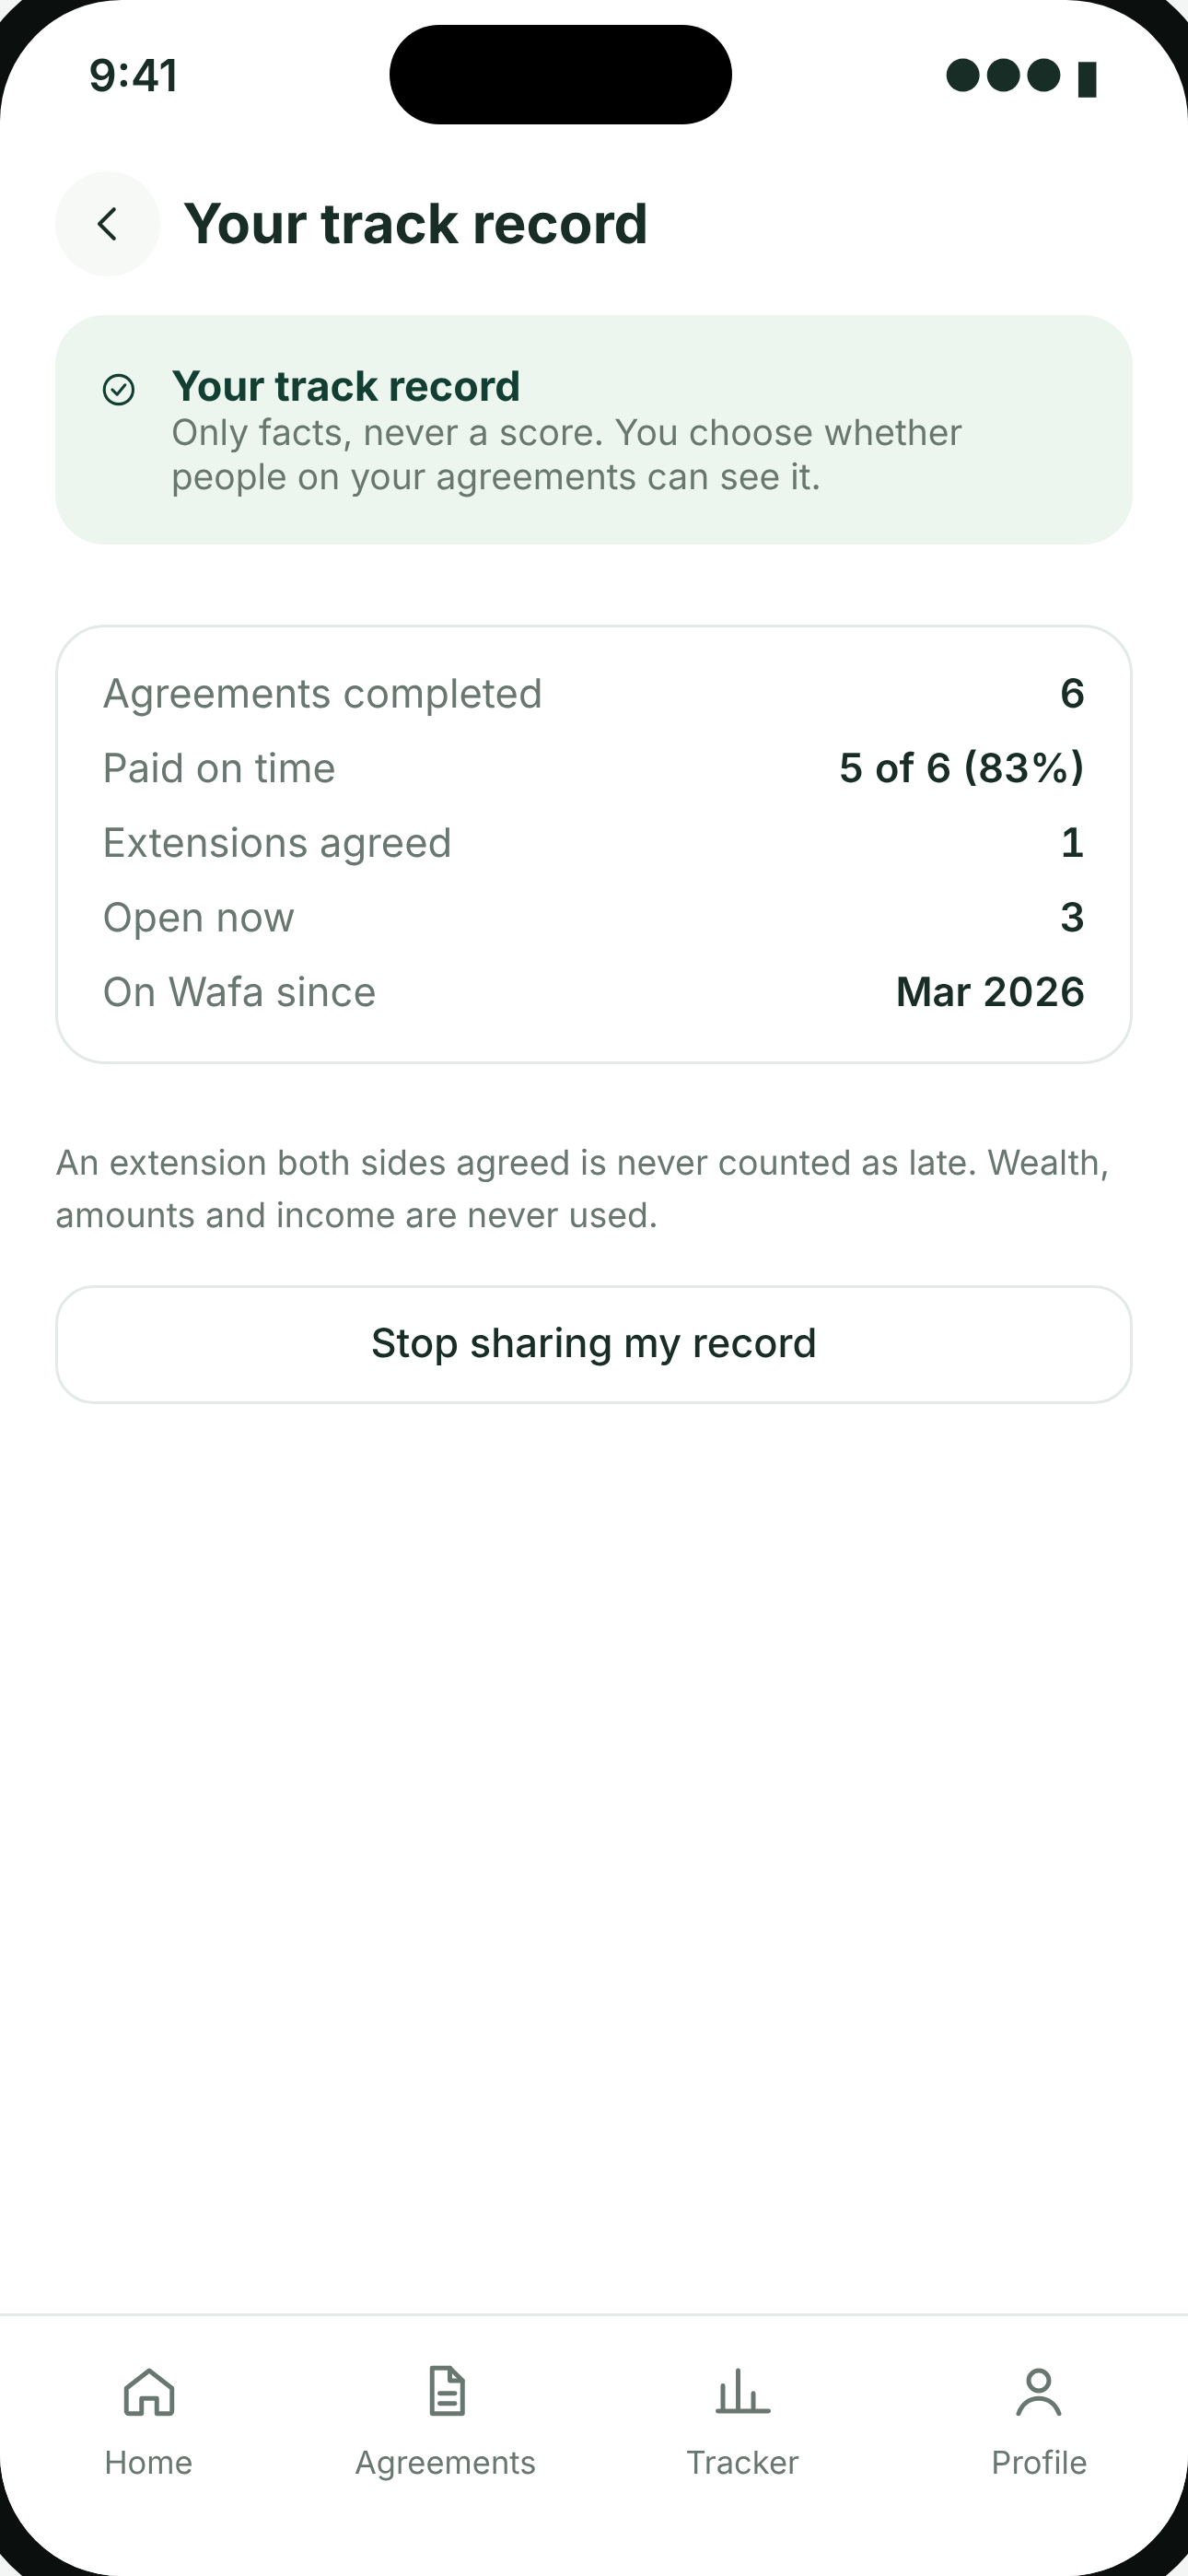 9:41
Your track record
Your track record
Only facts, never a score. You choose whether
people on your agreements can see it.
Agreements completed 6
Paid on time 5 of 6 (83%)
Extensions agreed 1
Open now 3
On Wafa since Mar 2026
An extension both sides agreed is never counted as late. Wealth,
amounts and income are never used.
Stop sharing my record
Home Agreements Tracker Profile